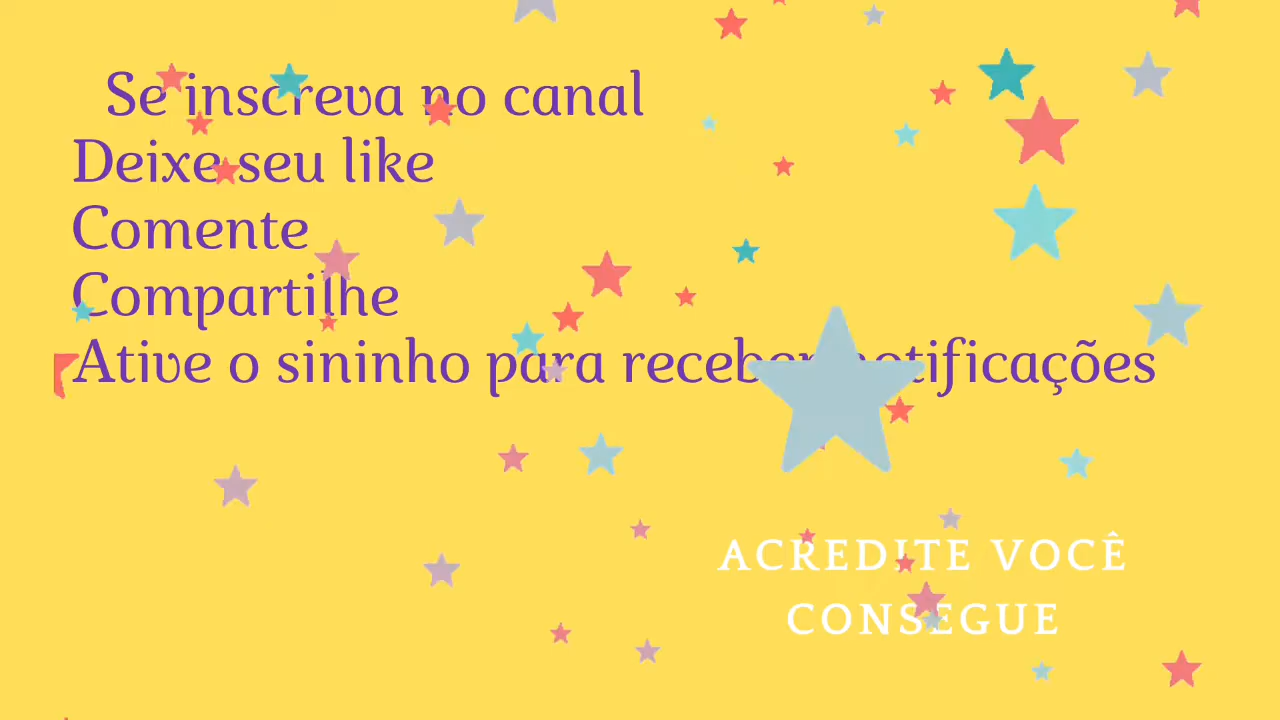 Se inscreva no canal
Deixe seu like
Comente
Compartilhe
Ative o sininho para receber notificações
ACREDITE VOCÊ
CONSEGUE